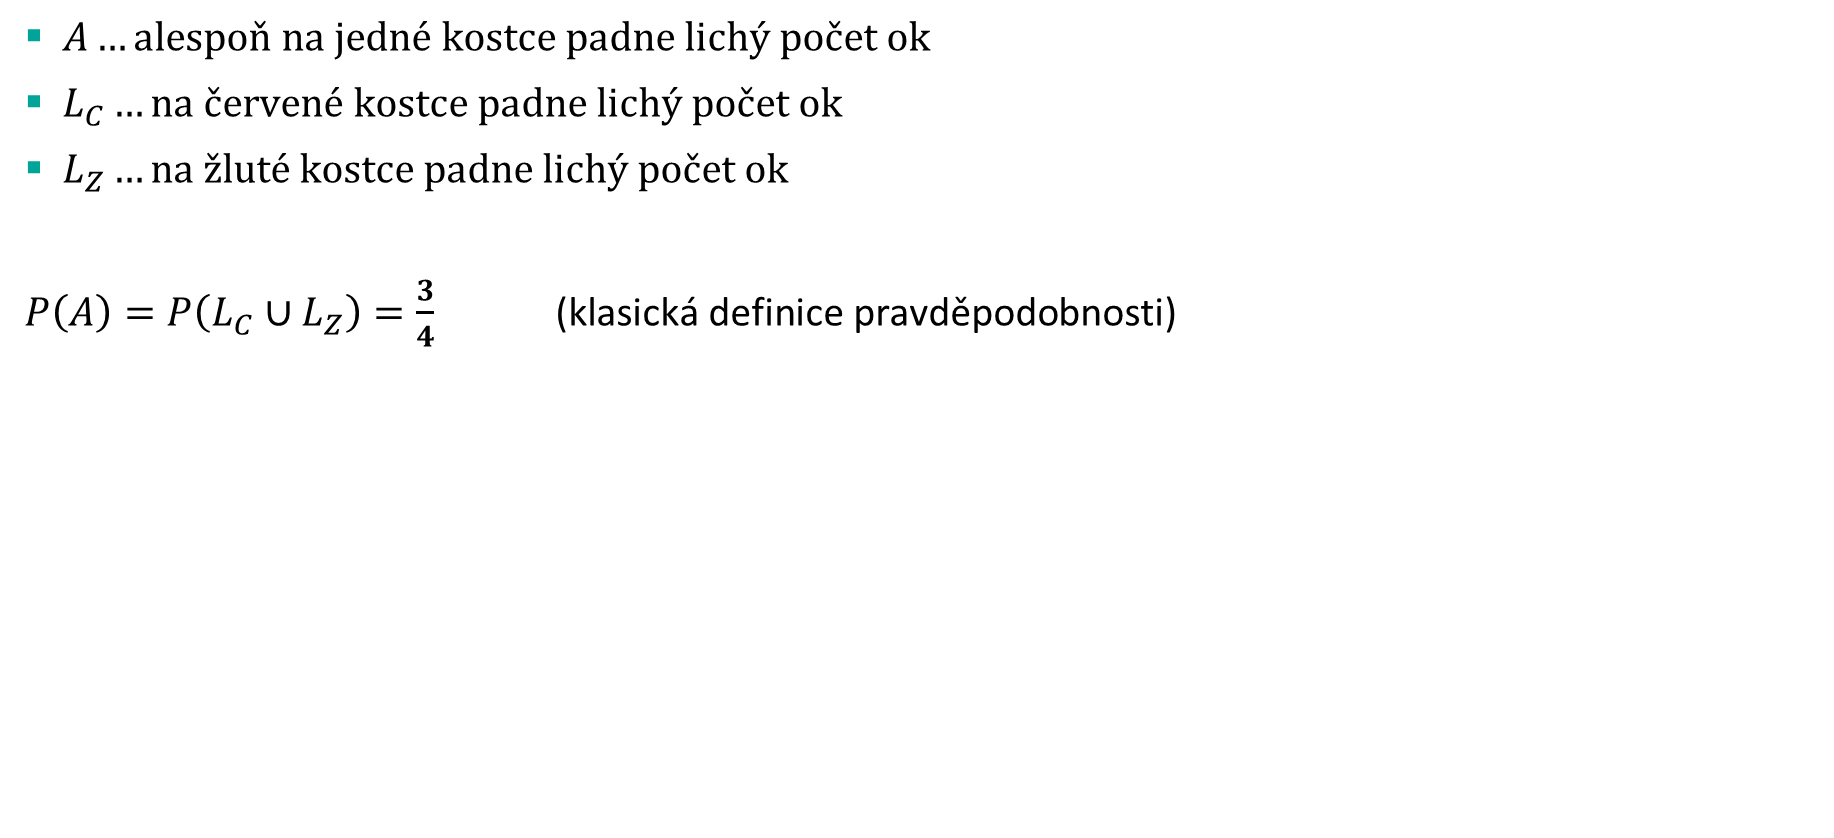 ▪ A … alespoň na jedné kostce padne lichý počet ok
▪ L_C … na červené kostce padne lichý počet ok
▪ L_Z … na žluté kostce padne lichý počet ok
P(A) = P(L_C ∪ L_Z) = 3/4 (klasická definice pravděpodobnosti)